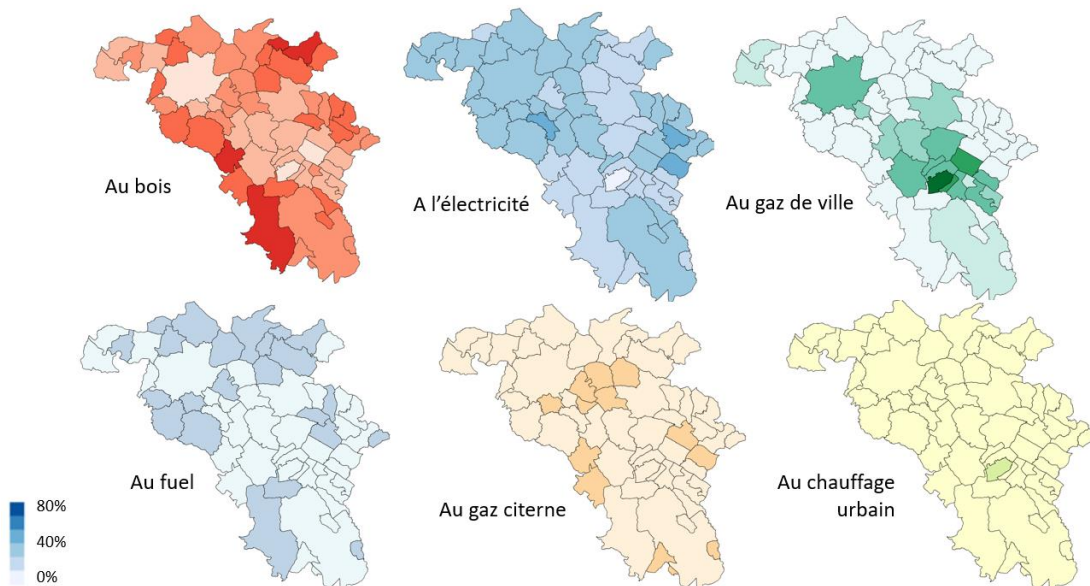 Au bois
A l’électricité
Au gaz de ville
Au fuel
Au gaz citerne
Au chauffage
urbain
80%
40%
0%